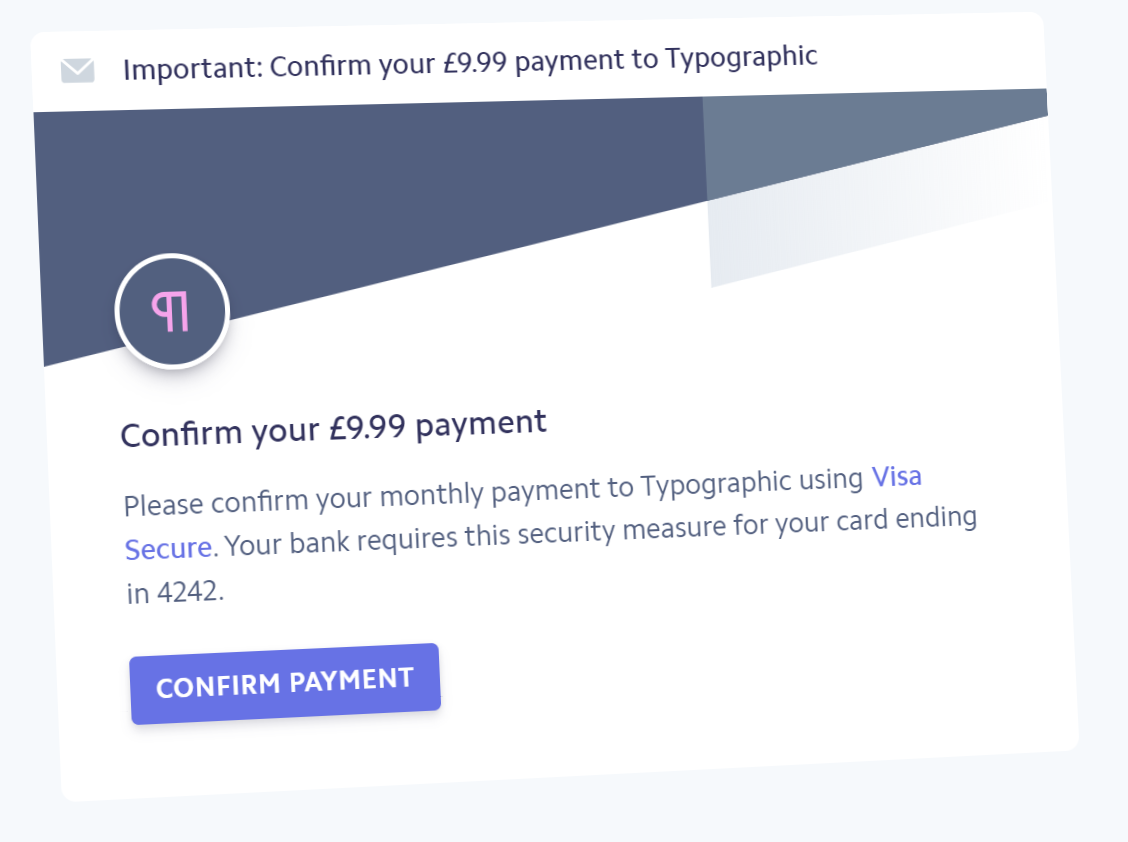 Important: Confirm your £9.99 payment to Typographic
¶
Confirm your £9.99 payment
Please confirm your monthly payment to Typographic using Visa
Secure. Your bank requires this security measure for your card ending
in 4242.
CONFIRM PAYMENT